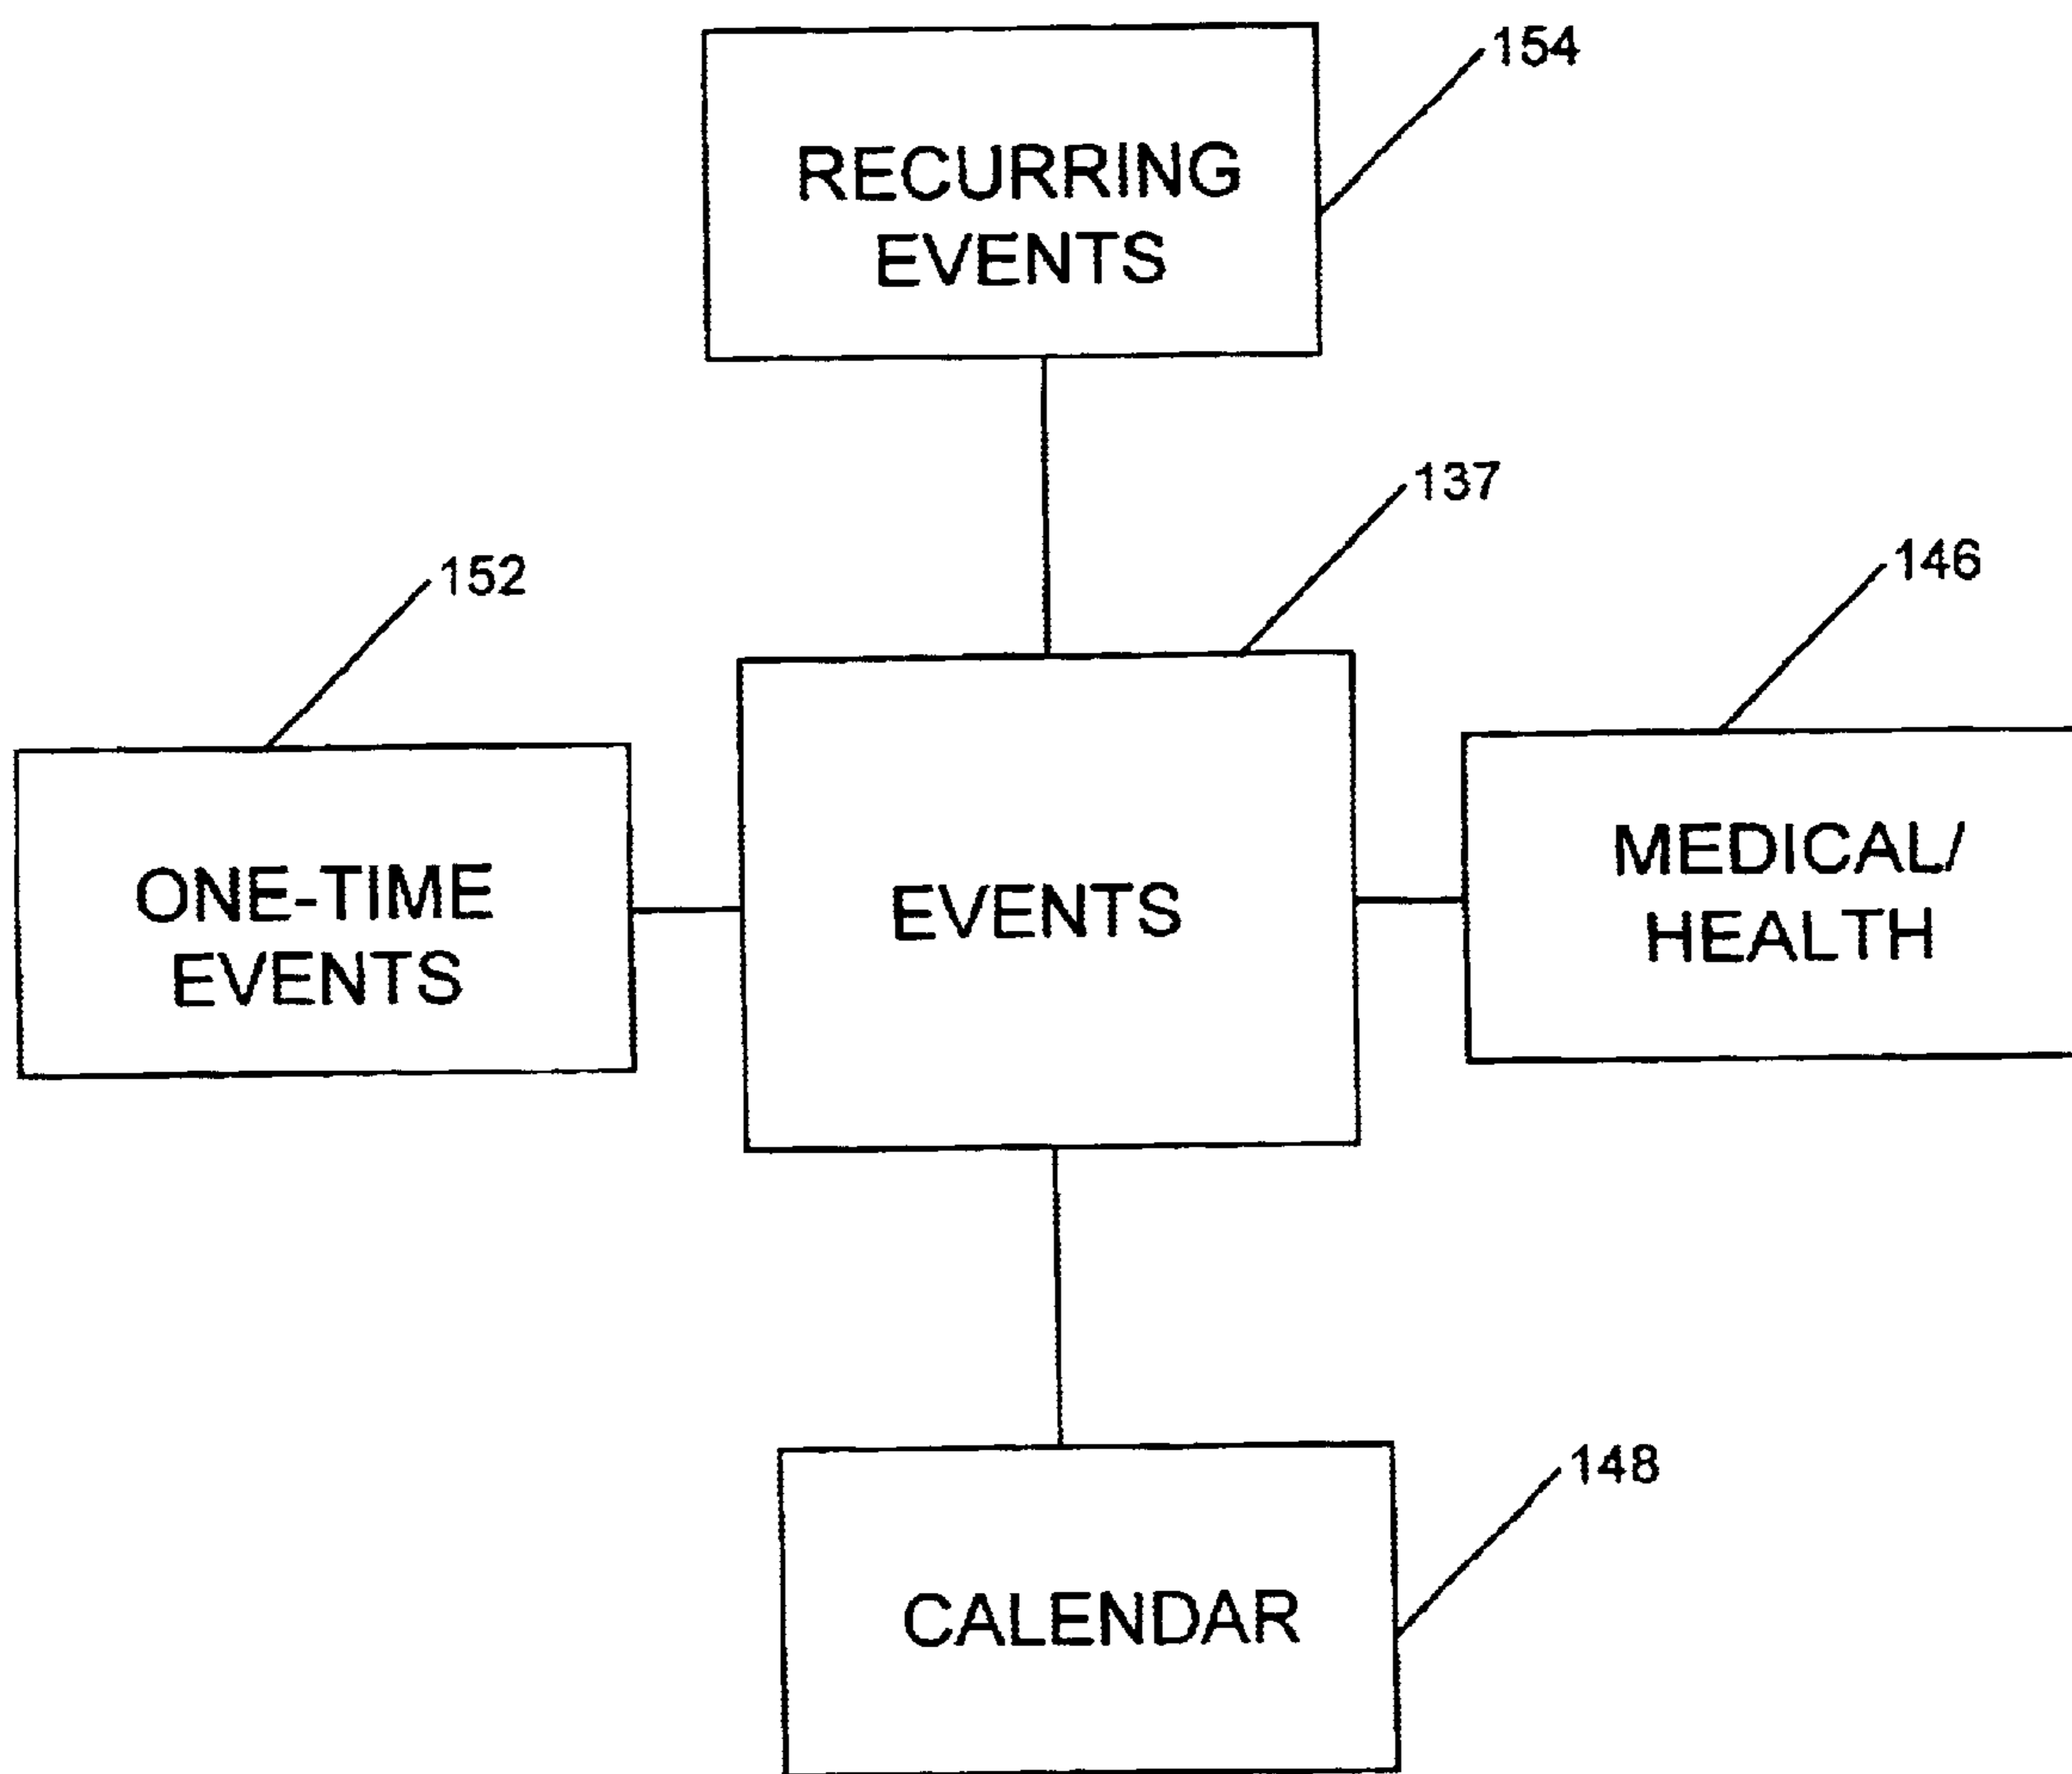 154
RECURRING
EVENTS
137
152
146
ONE-TIME
EVENTS
EVENTS
MEDICAL/
HEALTH
148
CALENDAR